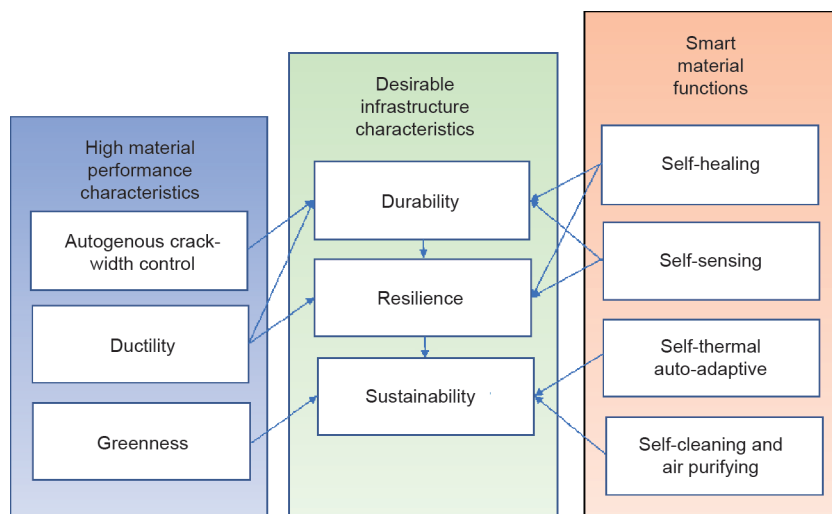 High material
performance
characteristics
Autogenous crack-
width control
Ductility
Greenness
Desirable
infrastructure
characteristics
Durability
Resilience
Sustainability
Smart
material
functions
Self-healing
Self-sensing
Self-thermal
auto-adaptive
Self-cleaning and
air purifying